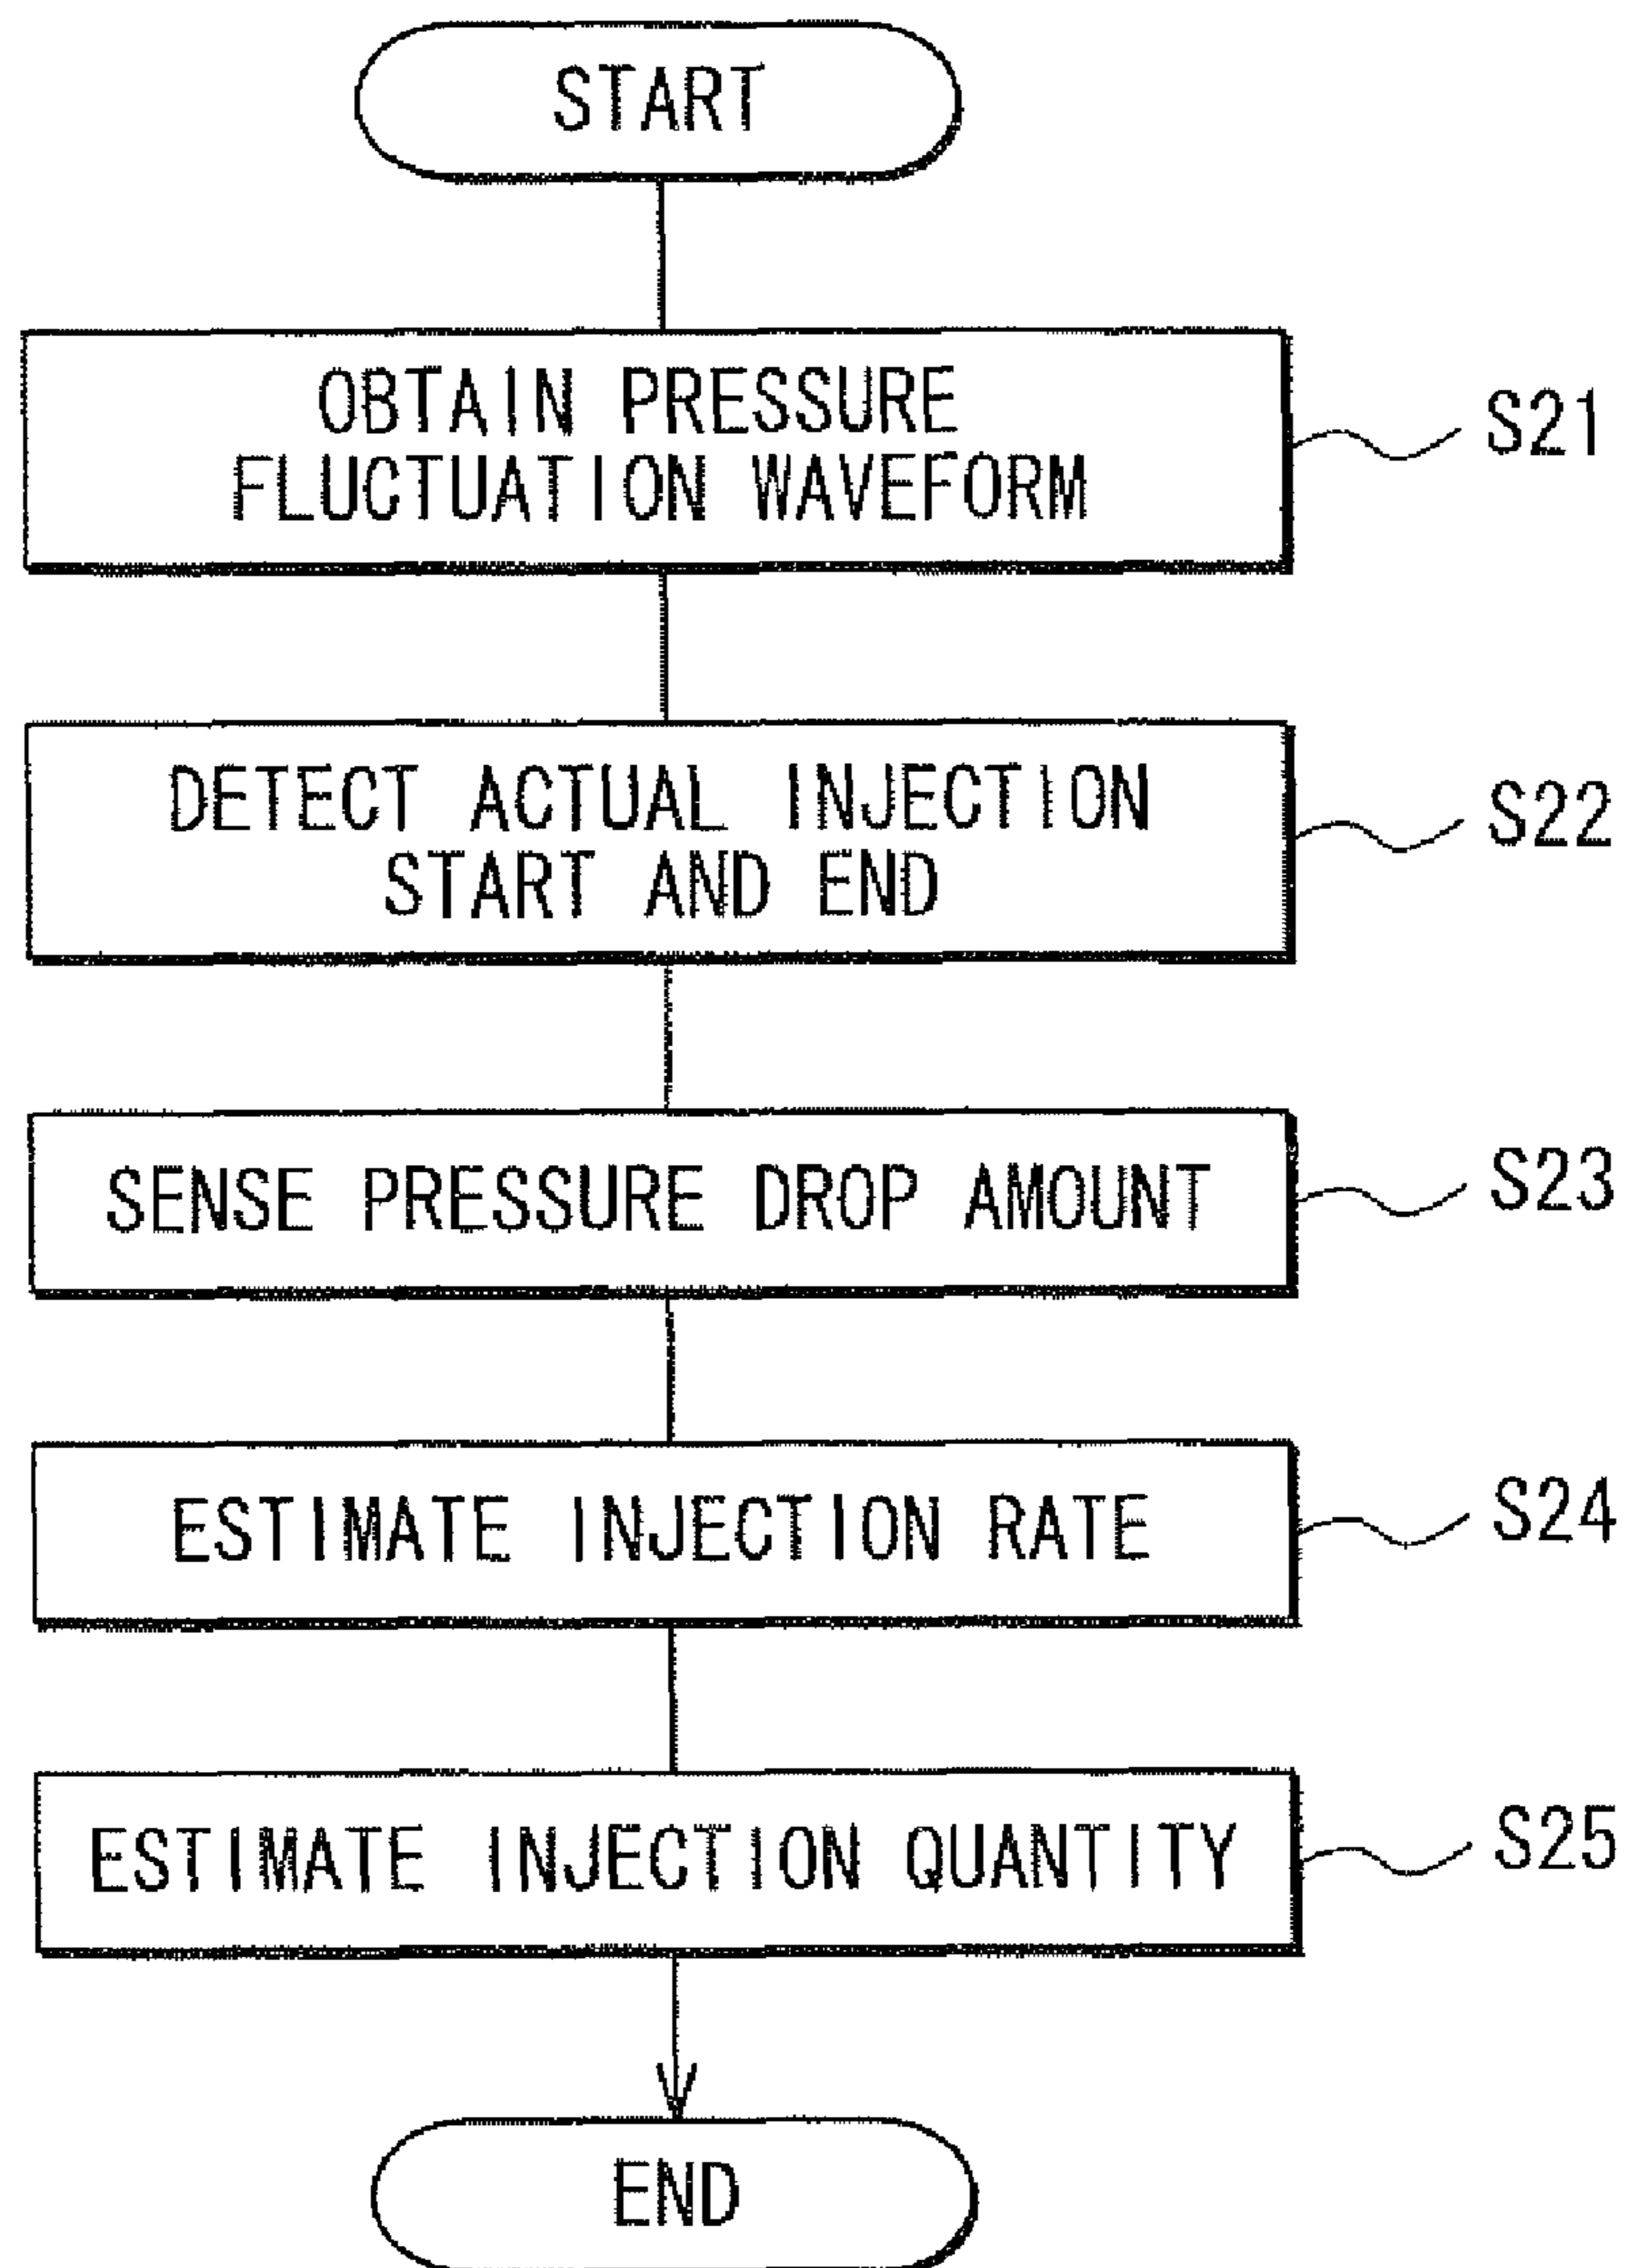 START
OBTAIN PRESSURE
FLUCTUATION WAVEFORM
S21
DETECT ACTUAL INJECTION
START AND END
S22
SENSE PRESSURE DROP AMOUNT
S23
ESTIMATE INJECTION RATE
S24
ESTIMATE INJECTION QUANTITY
S25
END